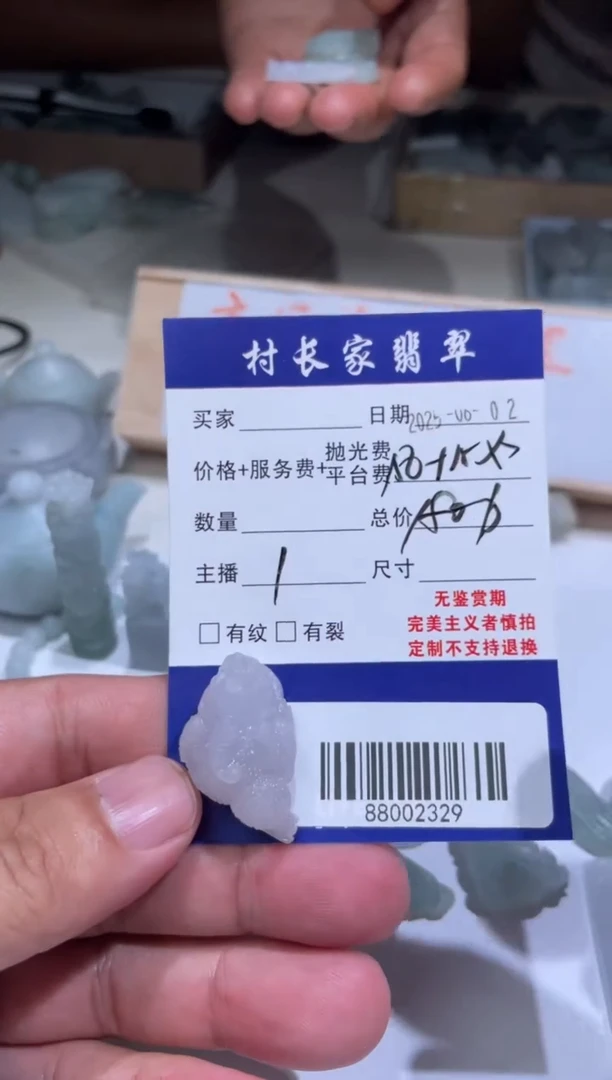 村长家翡翠
买家 日期
价格+服务费+抛光费平台费
数量 总价
主播 1 尺寸
无鉴赏期
完美主义者慎拍
□有纹 □有裂
定制不支持退换
88002329